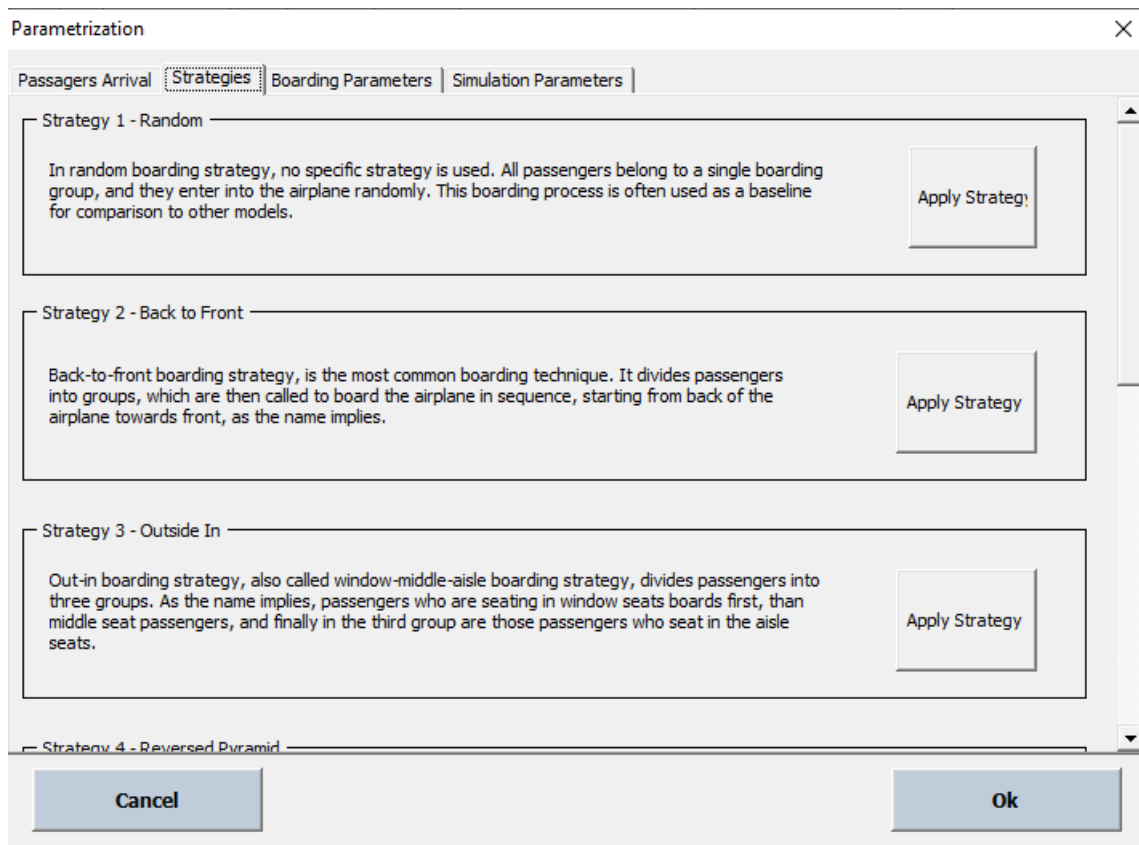 Parametrization
Passagers Arrival
Strategies
Boarding Parameters
Simulation Parameters
Strategy 1 - Random
In random boarding strategy, no specific strategy is used. All passengers belong to a single boarding
group, and they enter into the airplane randomly. This boarding process is often used as a baseline
for comparison to other models.
Apply Strategy
Strategy 2 - Back to Front
Back-to-front boarding strategy, is the most common boarding technique. It divides passengers
into groups, which are then called to board the airplane in sequence, starting from back of the
airplane towards front, as the name implies.
Apply Strategy
Strategy 3 - Outside In
Out-in boarding strategy, also called window-middle-aisle boarding strategy, divides passengers into
three groups. As the name implies, passengers who are seating in window seats boards first, than
middle seat passengers, and finally in the third group are those passengers who seat in the aisle
seats.
Apply Strategy
Strategy 4 - Reversed Pyramid
Cancel
Ok